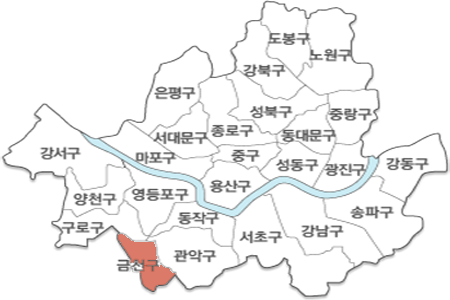 도봉구
노원구
강북구
은평구
성북구
중랑구
서대문구
종로구
동대문구
강서구
마포구
중구
성동구
광진구
강동구
양천구
영등포구
용산구
동작구
송파구
구로구
서초구
강남구
금천구
관악구